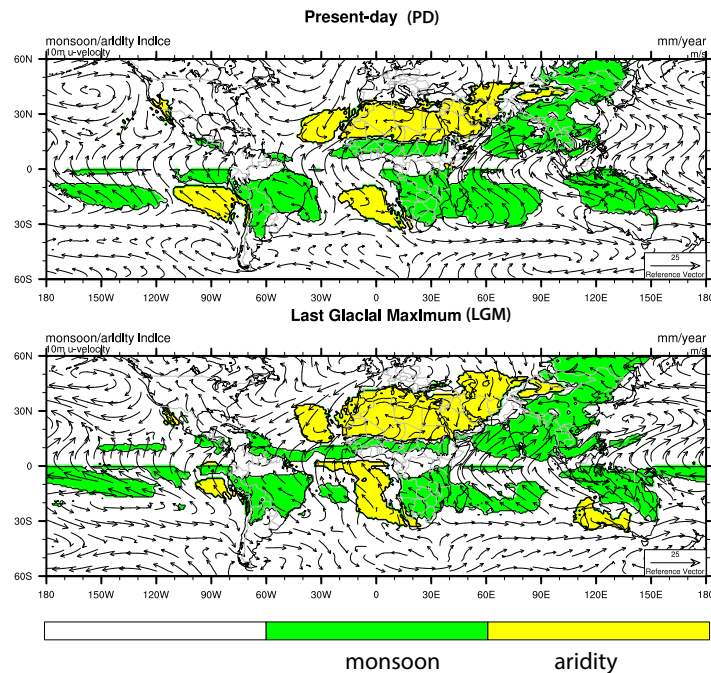 Present-day (PD)
monsoon/aridity indice mm/year
10m u-velocity m/s
60N
30N
0
30S
60S
25
Reference Vector
180 150W 120W 90W 60W 30W 0 30E 60E 90E 120E 150E 180
Last Glacial Maximum (LGM)
monsoon/aridity indice mm/year
10m u-velocity m/s
60N
30N
0
30S
60S
25
Reference Vector
180 150W 120W 90W 60W 30W 0 30E 60E 90E 120E 150E 180
monsoon aridity